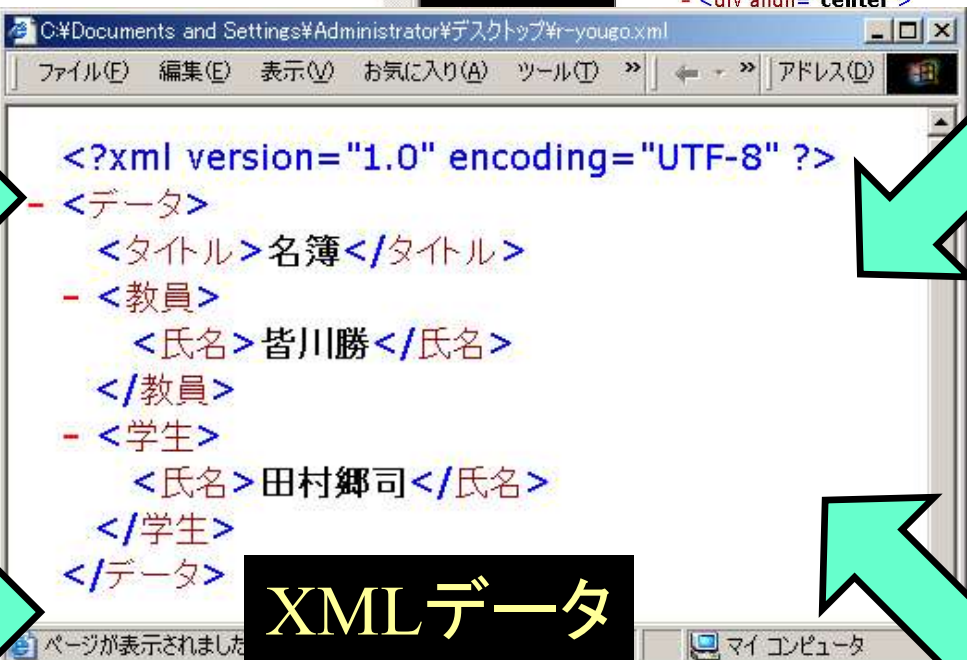 - <div align="center">
C:¥Documents and Settings¥Administrator¥デスクトップ¥r-yougo.xml
ファイル(F) 編集(E) 表示(V) お気に入り(A) ツール(T) » » アドレス(D)
<?xml version="1.0" encoding="UTF-8" ?>
- <データ>
<タイトル>名簿</タイトル>
- <教員>
<氏名>皆川勝</氏名>
</教員>
- <学生>
<氏名>田村郷司</氏名>
</学生>
</データ>
XMLデータ
ページが表示されました マイ コンピュータ